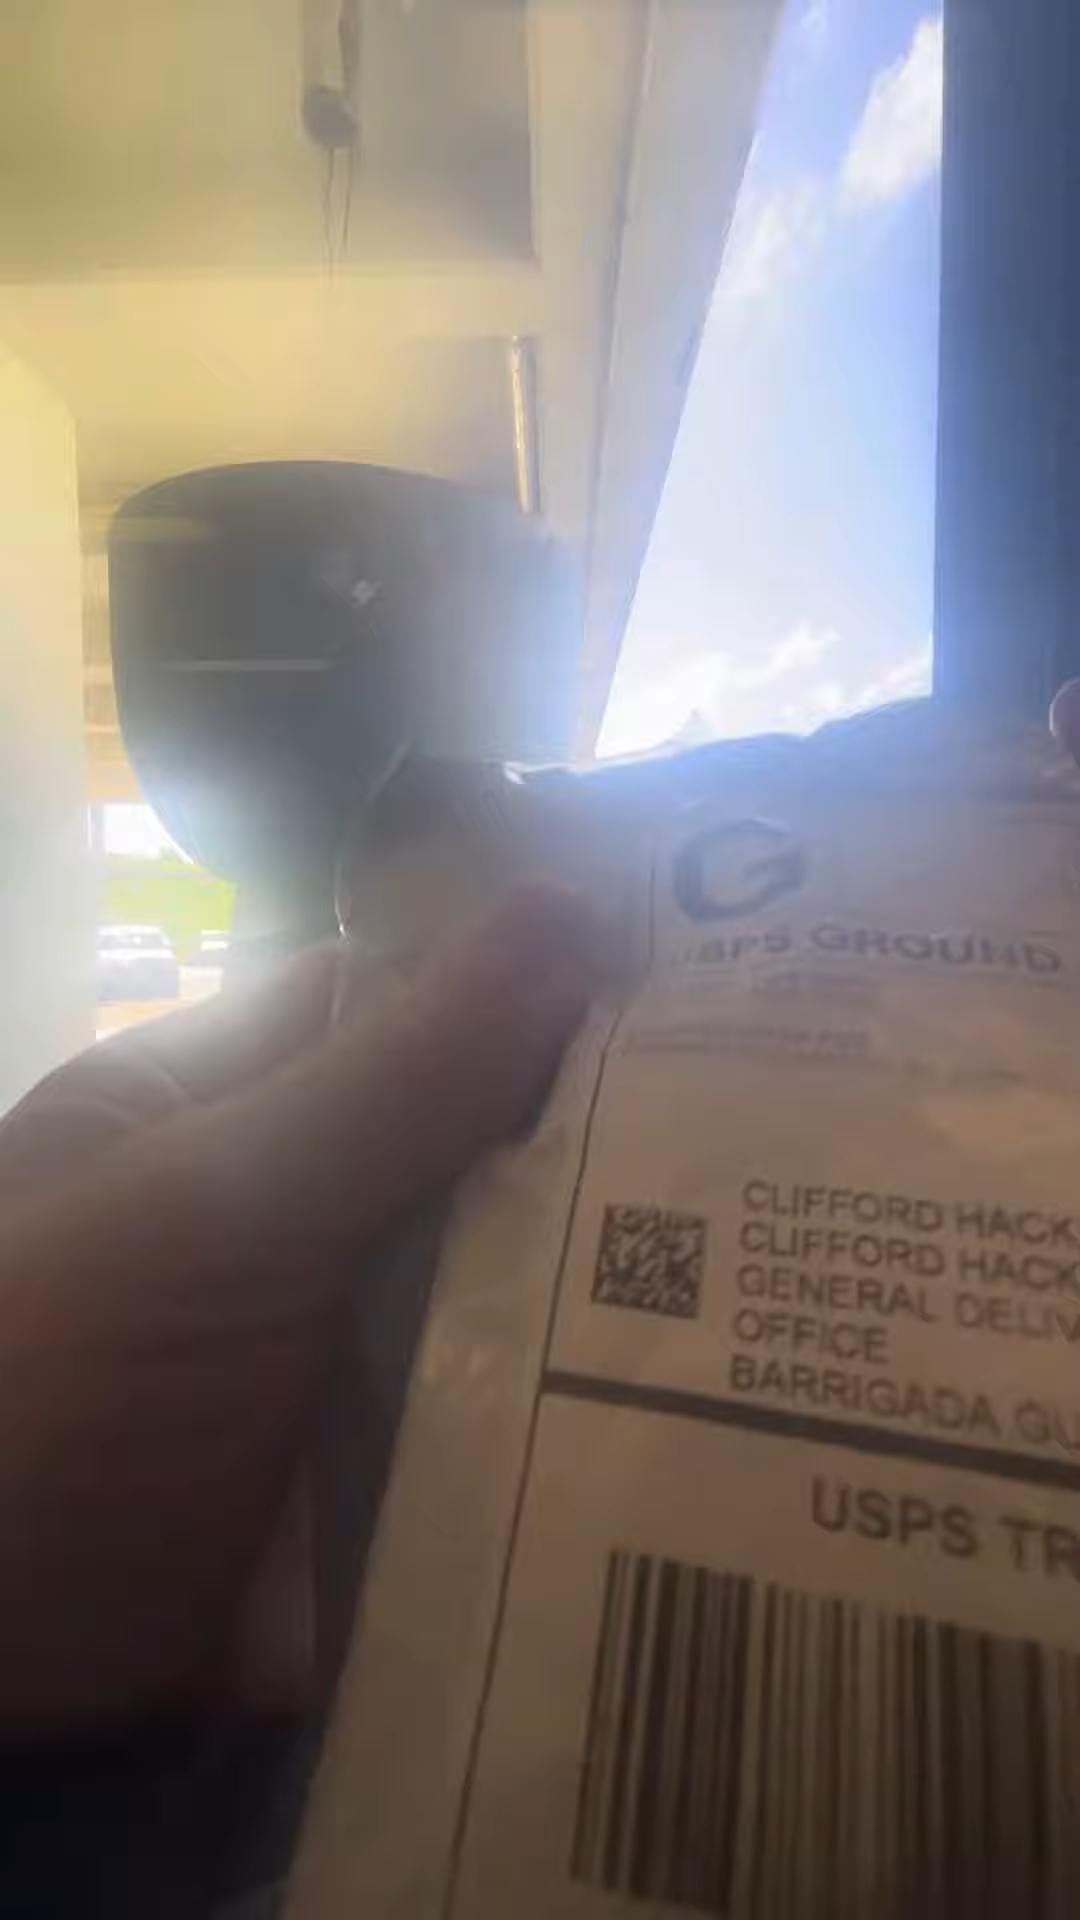 G
USPS GROUND
CLIFFORD HACK
CLIFFORD HACK
GENERAL DELIV
OFFICE
BARRIGADA GU
USPS TR